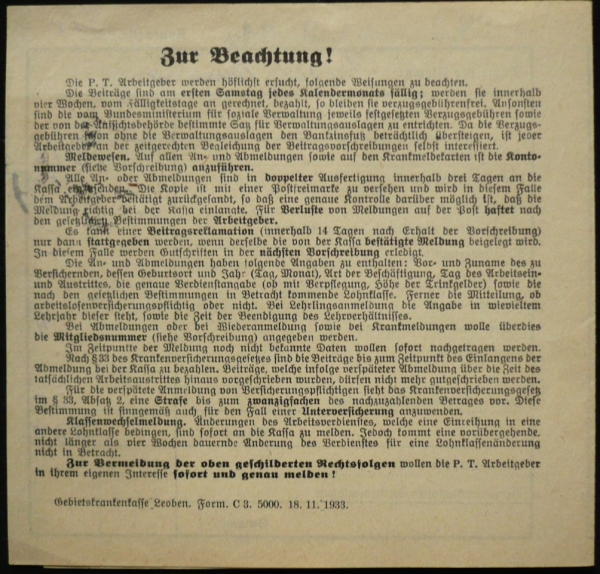 Zur Beachtung!
Die P. T. Arbeitgeber werden höflichst ersucht, folgende Weisungen zu beachten.
Die Beiträge sind am ersten Samstag jedes Kalendermonats fällig; werden sie innerhalb
vier Wochen, vom Fälligkeitstage an gerechnet, bezahlt, so bleiben sie verzugsgebührenfrei. Ansonsten
sind die vom Bundesministerium für soziale Verwaltung jeweils festgesetzten Verzugsgebühren sowie
der von der Aufsichtsbehörde bestimmte Satz für Verwaltungsauslagen zu entrichten. Da die Verzugs-
gebühren schon ohne die Verwaltungsauslagen den Bankzinsfuß beträchtlich übersteigen, ist jeder
Arbeitgeber an der zeitgerechten Begleichung der Beitragsvorschreibungen selbst interessiert.
Meldewesen. Auf allen An- und Abmeldungen sowie auf den Krankmeldekarten ist die Konto-
nummer (siehe Vorschreibung) anzuführen.
Alle An- oder Abmeldungen sind in doppelter Ausfertigung innerhalb drei Tagen an die
Kassa einzusenden. Die Kopie ist mit einer Postfreimarke zu versehen und wird in diesem Falle
dem Arbeitgeber bestätigt zurückgesandt, so daß eine genaue Kontrolle darüber möglich ist, daß die
Meldung richtig bei der Kassa einlangte. Für Verluste von Meldungen auf der Post haftet nach
den gesetzlichen Bestimmungen der Arbeitgeber.
Es kann einer Beitragsreklamation (innerhalb 14 Tagen nach Erhalt der Vorschreibung)
nur dann stattgegeben werden, wenn derselbe die von der Kassa bestätigte Meldung beigelegt wird.
In diesem Falle werden Gutschriften in der nächsten Vorschreibung erledigt.
Die An- und Abmeldungen haben folgende Angaben zu enthalten: Vor- und Zuname des zu
Versichernden, dessen Geburtsort und Jahr (Tag, Monat), Art der Beschäftigung, Tag des Arbeitsein-
und Austrittes, die genaue Verdienstangabe (ob mit Verpflegung, Höhe der Trinkgelder) sowie die
nach den gesetzlichen Bestimmungen in Betracht kommende Lohnklasse. Ferner die Mitteilung, ob
arbeitslosenversicherungspflichtig oder nicht. Bei Lehrlingsanmeldung die Angabe in wievieltem
Lehrjahr dieser steht, sowie die Zeit der Beendigung des Lehrverhältnisses.
Bei Abmeldungen oder bei Wiederanmeldung sowie bei Krankmeldungen wolle überdies
die Mitgliedsnummer (siehe Vorschreibung) angegeben werden.
Im Zeitpunkte der Meldung noch nicht bekannte Daten wollen sofort nachgetragen werden.
Nach § 33 des Krankenversicherungsgesetzes sind die Beiträge bis zum Zeitpunkt des Einlangens der
Abmeldung bei der Kassa zu bezahlen. Beiträge, welche infolge verspäteter Abmeldung über die Zeit des
tatsächlichen Arbeitsaustrittes hinaus vorgeschrieben wurden, dürfen nicht mehr gutgeschrieben werden.
Für die verspätete Anmeldung von Versicherungspflichtigen sieht das Krankenversicherungsgesetz
im § 33, Absatz 2, eine Strafe bis zum zwanzigfachen des nachzuzahlenden Betrages vor. Diese
Bestimmung ist sinngemäß auch für den Fall einer Unterversicherung anzuwenden.
Klassenwechselmeldung. Änderungen des Arbeitsverdienstes, welche eine Einreihung in eine
andere Lohnklasse bedingen, sind sofort an die Kassa zu melden. Jedoch kommt eine vorübergehende,
nicht länger als vier Wochen dauernde Änderung des Verdienstes für eine Lohnklassenänderung
nicht in Betracht.
Zur Vermeidung der oben geschilderten Rechtsfolgen wollen die P. T. Arbeitgeber
in ihrem eigenen Interesse sofort und genau melden!
Gebietskrankenkasse Leoben. Form. C 3. 5000. 18. 11. 1933.